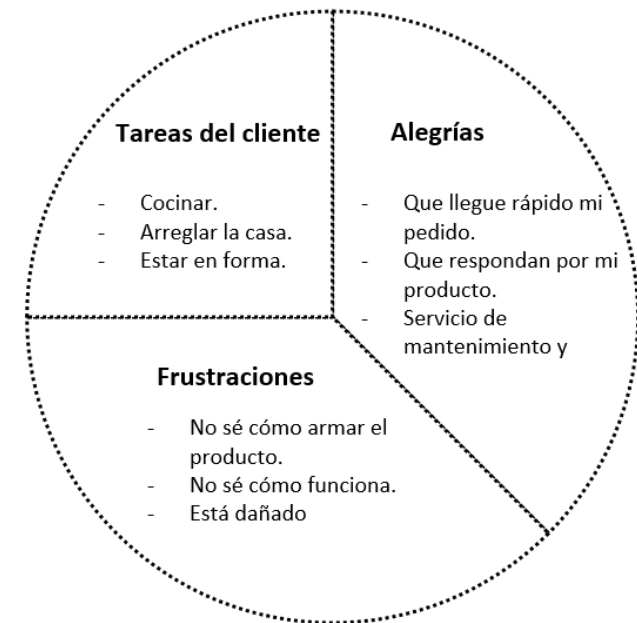 Tareas del cliente
- Cocinar.
- Arreglar la casa.
- Estar en forma.
Alegrías
- Que llegue rápido mi
pedido.
- Que respondan por mi
producto.
- Servicio de
mantenimiento y
Frustraciones
- No sé cómo armar el
producto.
- No sé cómo funciona.
- Está dañado